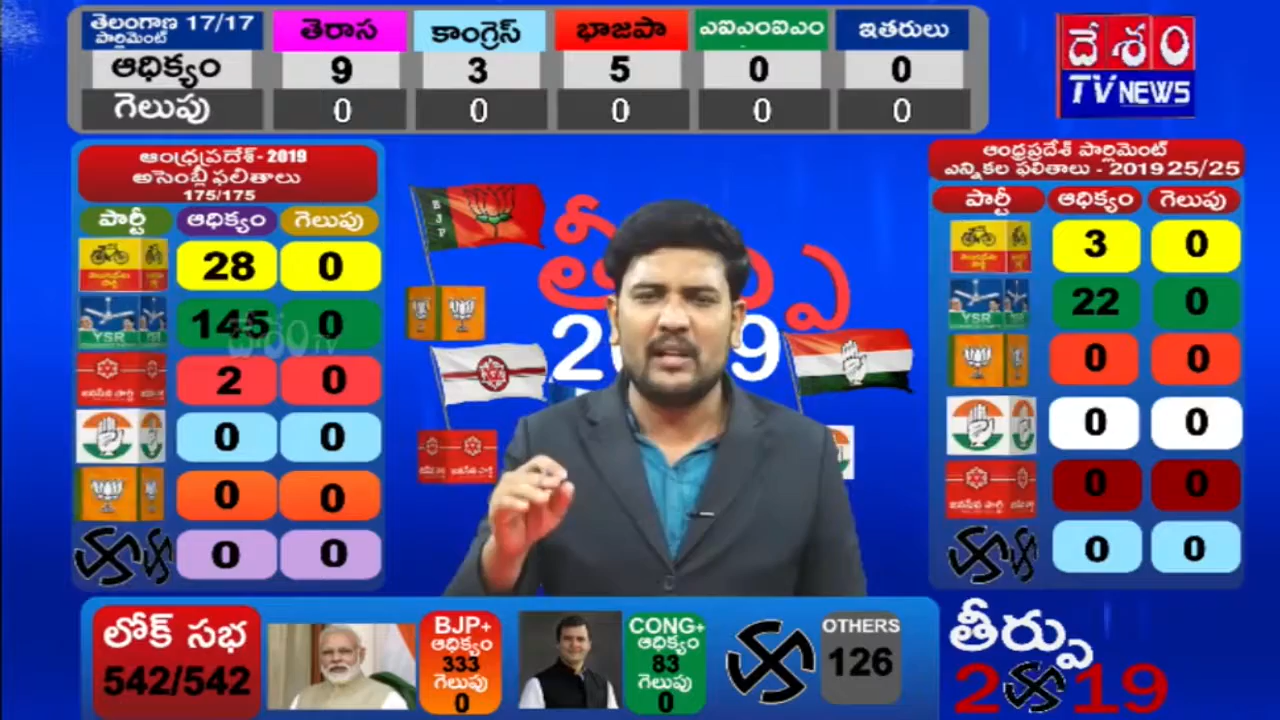 తెలంగాణ 17/17
పార్లమెంట్
తెరాస
కాంగ్రెస్
భాజపా
ఎఐఎంఐఎం
ఇతరులు
ఆధిక్యం
9
3
5
0
0
గెలుపు
0
0
0
0
0
దేశం
TV NEWS
ఆంధ్రప్రదేశ్- 2019
అసెంబ్లీ ఫలితాలు
175/175
పార్టీ
ఆధిక్యం
గెలుపు
28
0
YSR
145
0
2
0
0
0
0
0
0
0
BJP
తీర్పు
2019
ఆంధ్రప్రదేశ్ పార్లమెంట్
ఎన్నికల ఫలితాలు - 2019 25/25
పార్టీ
ఆధిక్యం
గెలుపు
3
0
YSR
22
0
0
0
0
0
0
0
0
0
లోక్ సభ
542/542
BJP+
ఆధిక్యం
333
గెలుపు
0
CONG+
ఆధిక్యం
83
గెలుపు
0
OTHERS
126
తీర్పు
2019